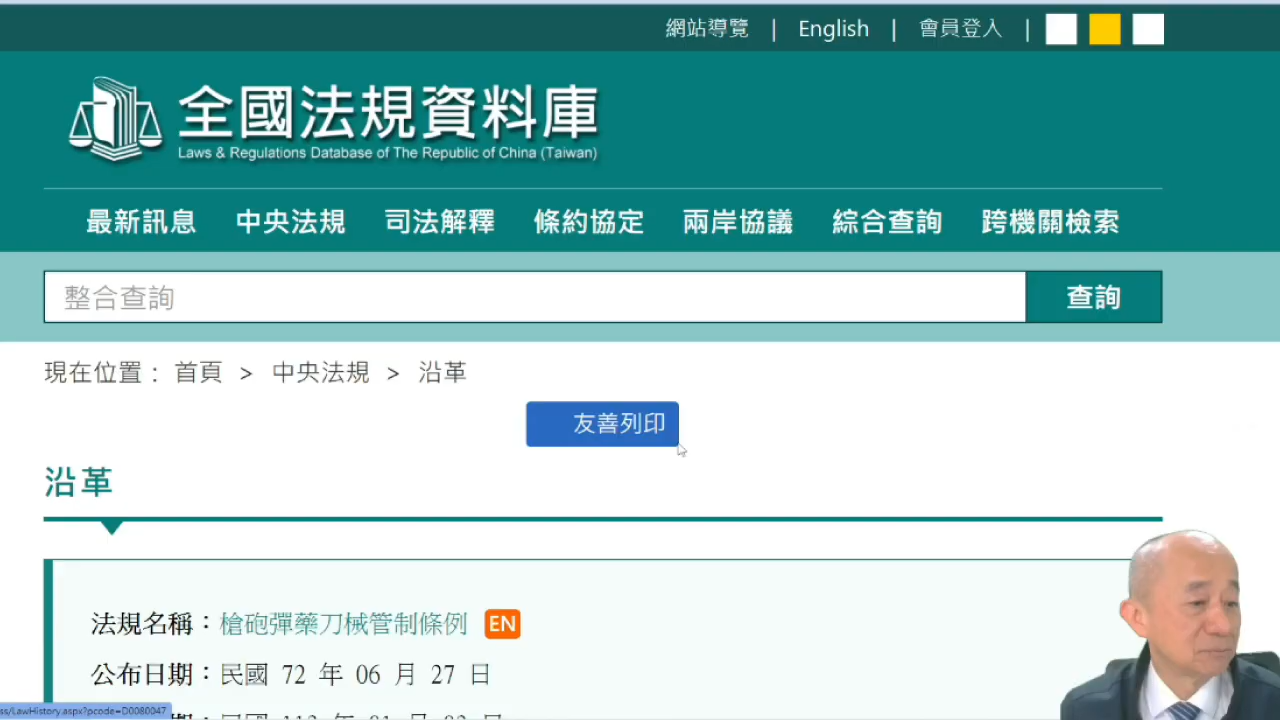 網站導覽 | English | 會員登入 |
全國法規資料庫
Laws & Regulations Database of The Republic of China (Taiwan)
最新訊息 中央法規 司法解釋 條約協定 兩岸協議 綜合查詢 跨機關檢索
整合查詢 查詢
現在位置： 首頁 > 中央法規 > 沿革
友善列印
沿革
法規名稱：槍砲彈藥刀械管制條例 EN
公布日期：民國 72 年 06 月 27 日
ss/LawHistory.aspx?pcode=D0080047